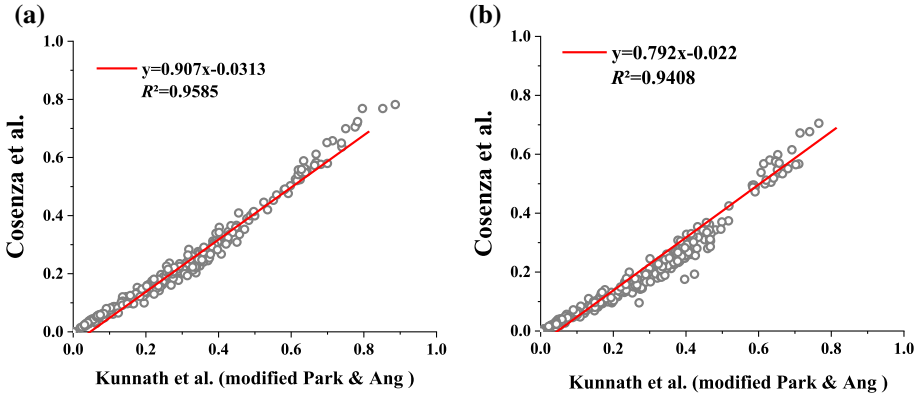 (a)
y=0.907x-0.0313
R²=0.9585
1.0
0.8
0.6
0.4
0.2
0.0
0.0 0.2 0.4 0.6 0.8 1.0
Cosenza et al.
Kunnath et al. (modified Park & Ang )
(b)
y=0.792x-0.022
R²=0.9408
1.0
0.8
0.6
0.4
0.2
0.0
0.0 0.2 0.4 0.6 0.8 1.0
Cosenza et al.
Kunnath et al. (modified Park & Ang )